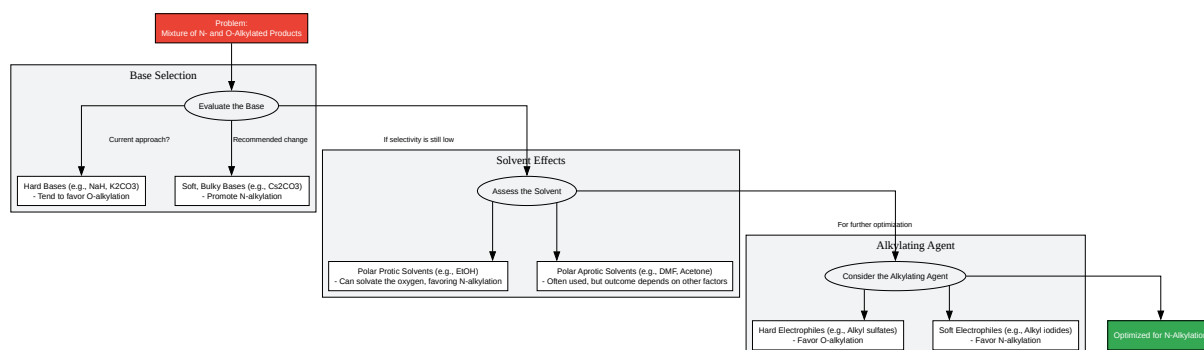 Problem:
Mixture of N- and O-Alkylated Products
Base Selection
Evaluate the Base
Current approach?
Recommended change
If selectivity is still low
Hard Bases (e.g., NaH, K2CO3)
- Tend to favor O-alkylation
Soft, Bulky Bases (e.g., Cs2CO3)
- Promote N-alkylation
Solvent Effects
Assess the Solvent
For further optimization
Polar Protic Solvents (e.g., EtOH)
- Can solvate the oxygen, favoring N-alkylation
Polar Aprotic Solvents (e.g., DMF, Acetone)
- Often used, but outcome depends on other factors
Alkylating Agent
Consider the Alkylating Agent
Hard Electrophiles (e.g., Alkyl sulfates)
- Favor O-alkylation
Soft Electrophiles (e.g., Alkyl iodides)
- Favor N-alkylation
Optimized for N-Alkylation